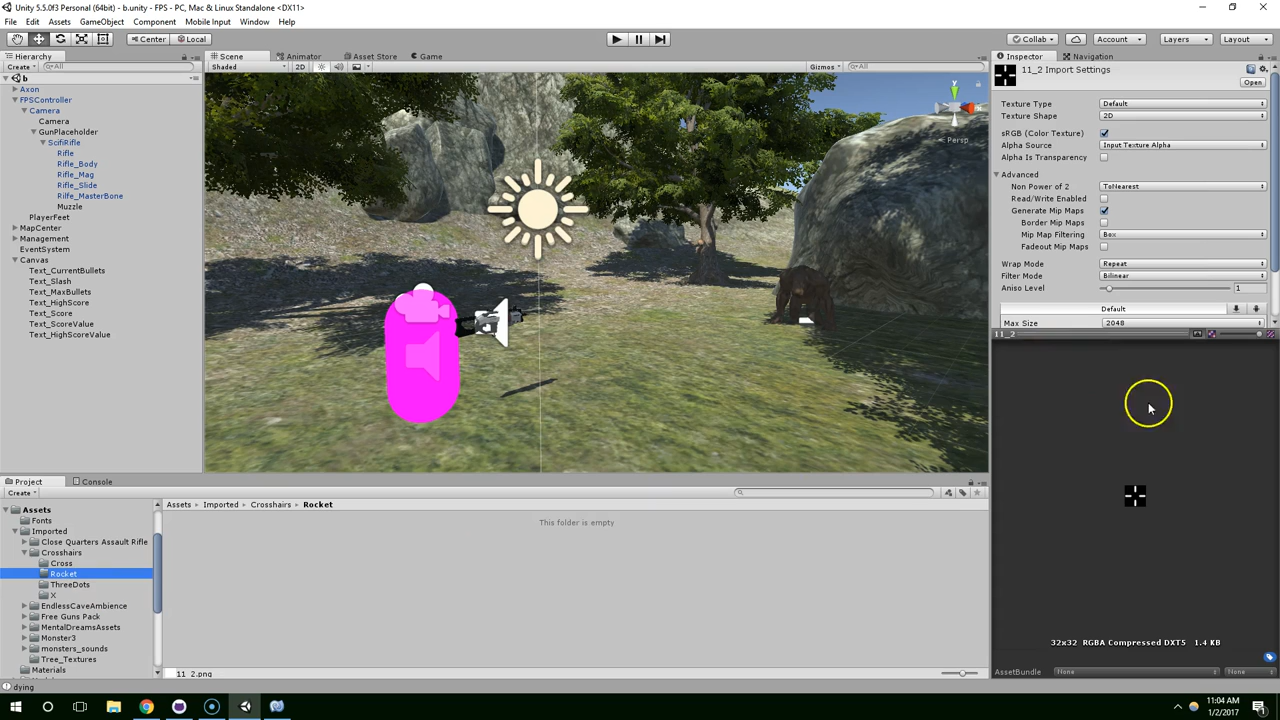 Unity 5.5.0f3 Personal (64bit) - b.unity - FPS - PC, Mac & Linux Standalone <DX11>
File Edit Assets GameObject Component Mobile Input Window Help
Center Local Collab Account Layers Layout
Hierarchy
Create All
b
Axon
FPSController
Camera
Camera
GunPlaceholder
ScifiRifle
Rifle
Rifle_Body
Rifle_Mag
Rifle_Slide
Rilfe_MasterBone
Muzzle
PlayerFeet
MapCenter
Management
EventSystem
Canvas
Text_CurrentBullets
Text_Slash
Text_MaxBullets
Text_HighScore
Text_Score
Text_ScoreValue
Text_HighScoreValue
Scene Animator Asset Store Game
Shaded 2D Gizmos All
y
Persp
Inspector Navigation
11_2 Import Settings
Open
Texture Type Default
Texture Shape 2D
sRGB (Color Texture)
Alpha Source Input Texture Alpha
Alpha Is Transparency
Advanced
Non Power of 2 ToNearest
Read/Write Enabled
Generate Mip Maps
Border Mip Maps
Mip Map Filtering Box
Fadeout Mip Maps
Wrap Mode Repeat
Filter Mode Bilinear
Aniso Level 1
Default
Max Size 2048
11_2
32x32 RGBA Compressed DXT5 1.4 KB
AssetBundle None None
Project Console
Create
Assets
Fonts
Imported
Close Quarters Assault Rifle
Crosshairs
Cross
Rocket
ThreeDots
X
EndlessCaveAmbience
Free Guns Pack
MentalDreamsAssets
Monster3
monsters_sounds
Tree_Textures
Materials
Assets Imported Crosshairs Rocket
This folder is empty
11_2.png
dying
11:04 AM
1/2/2017